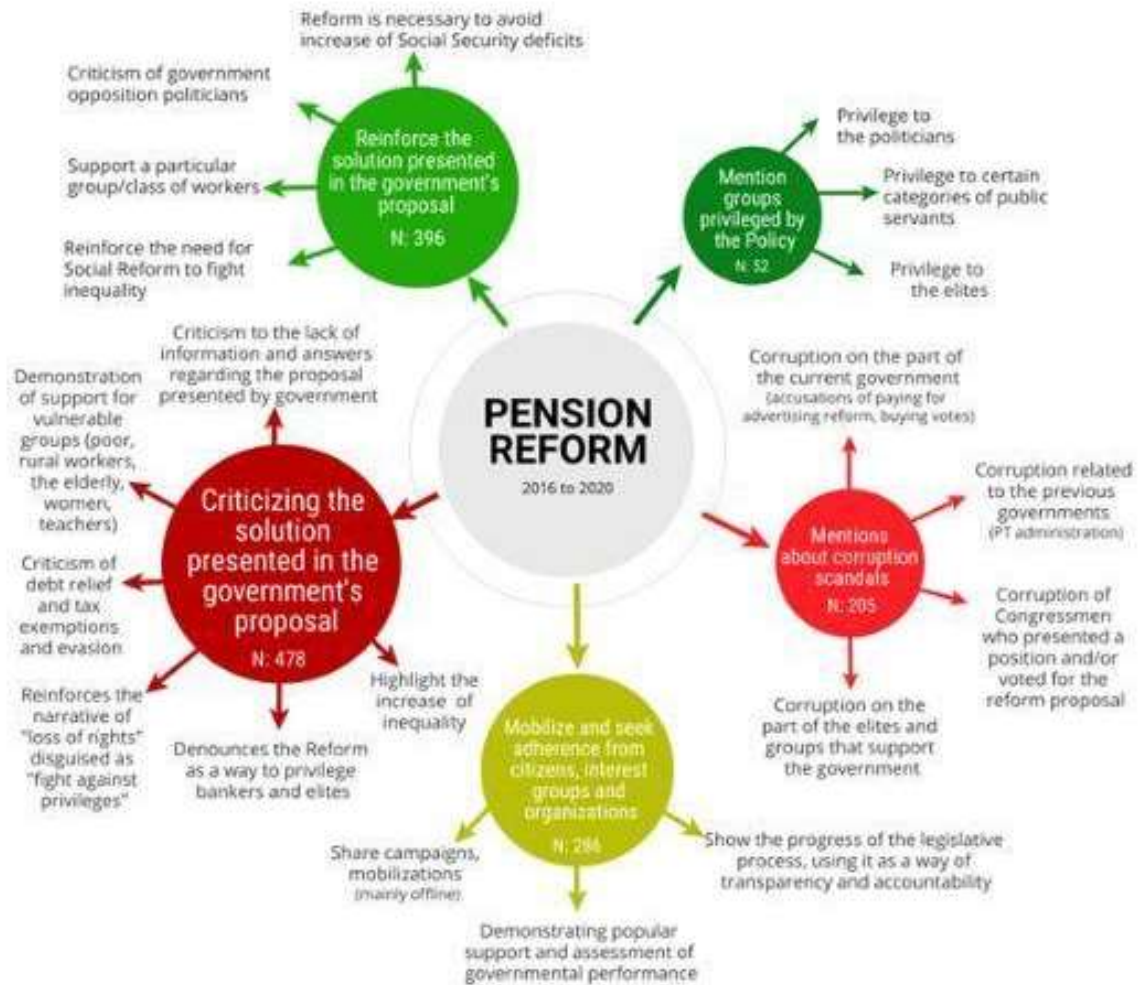 Reform is necessary to avoid
increase of Social Security deficits
Criticism of government
opposition politicians
Support a particular
group/class of workers
Reinforce the need for
Social Reform to fight
inequality
Reinforce the
solution presented
in the government's
proposal
N: 396
Mention
groups
privileged by
the Policy
N: 52
Privilege to
the politicians
Privilege to certain
categories of public
servants
Privilege to
the elites
PENSION
REFORM
2016 to 2020
Criticism to the lack of
information and answers
regarding the proposal
presented by government
Demonstration
of support for
vulnerable
groups (poor,
rural workers,
the elderly,
women,
teachers)
Criticism of
debt relief
and tax
exemptions
and evasion
Reinforces the
narrative of
"loss of rights"
disguised as
"fight against
privileges"
Criticizing the
solution
presented in the
government's
proposal
N: 478
Denounces the Reform
as a way to privilege
bankers and elites
Highlight the
increase of
inequality
Corruption on the part of
the current government
(accusations of paying for
advertising reform, buying votes)
Mentions
about corruption
scandals
N: 205
Corruption related
to the previous
governments
(PT administration)
Corruption of
Congressmen
who presented a
position and/or
voted for the
reform proposal
Corruption on the
part of the elites and
groups that support
the government
Mobilize and seek
adherence from
citizens, interest
groups and
organizations
N: 286
Share campaigns,
mobilizations
(mainly offline)
Demonstrating popular
support and assessment of
governmental performance
Show the progress of the legislative
process, using it as a way of
transparency and accountability